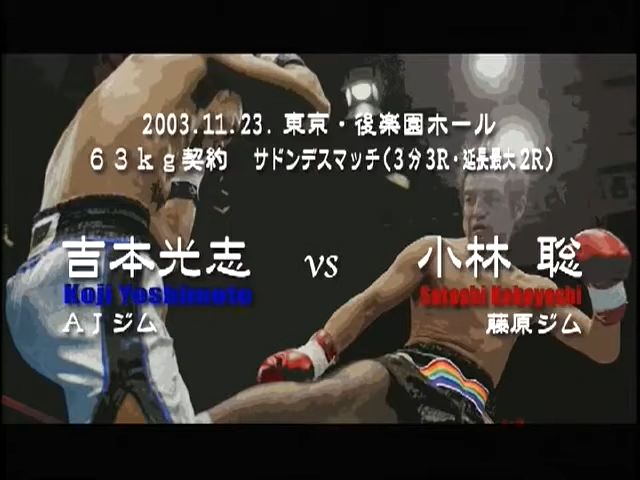 2003.11.23. 東京・後楽園ホール
６３ｋｇ契約　サドンデスマッチ(３分３R・延長最大２R)
吉本光志 vs 小林 聡
Koji Yoshimoto
ＡＪジム 藤原ジム